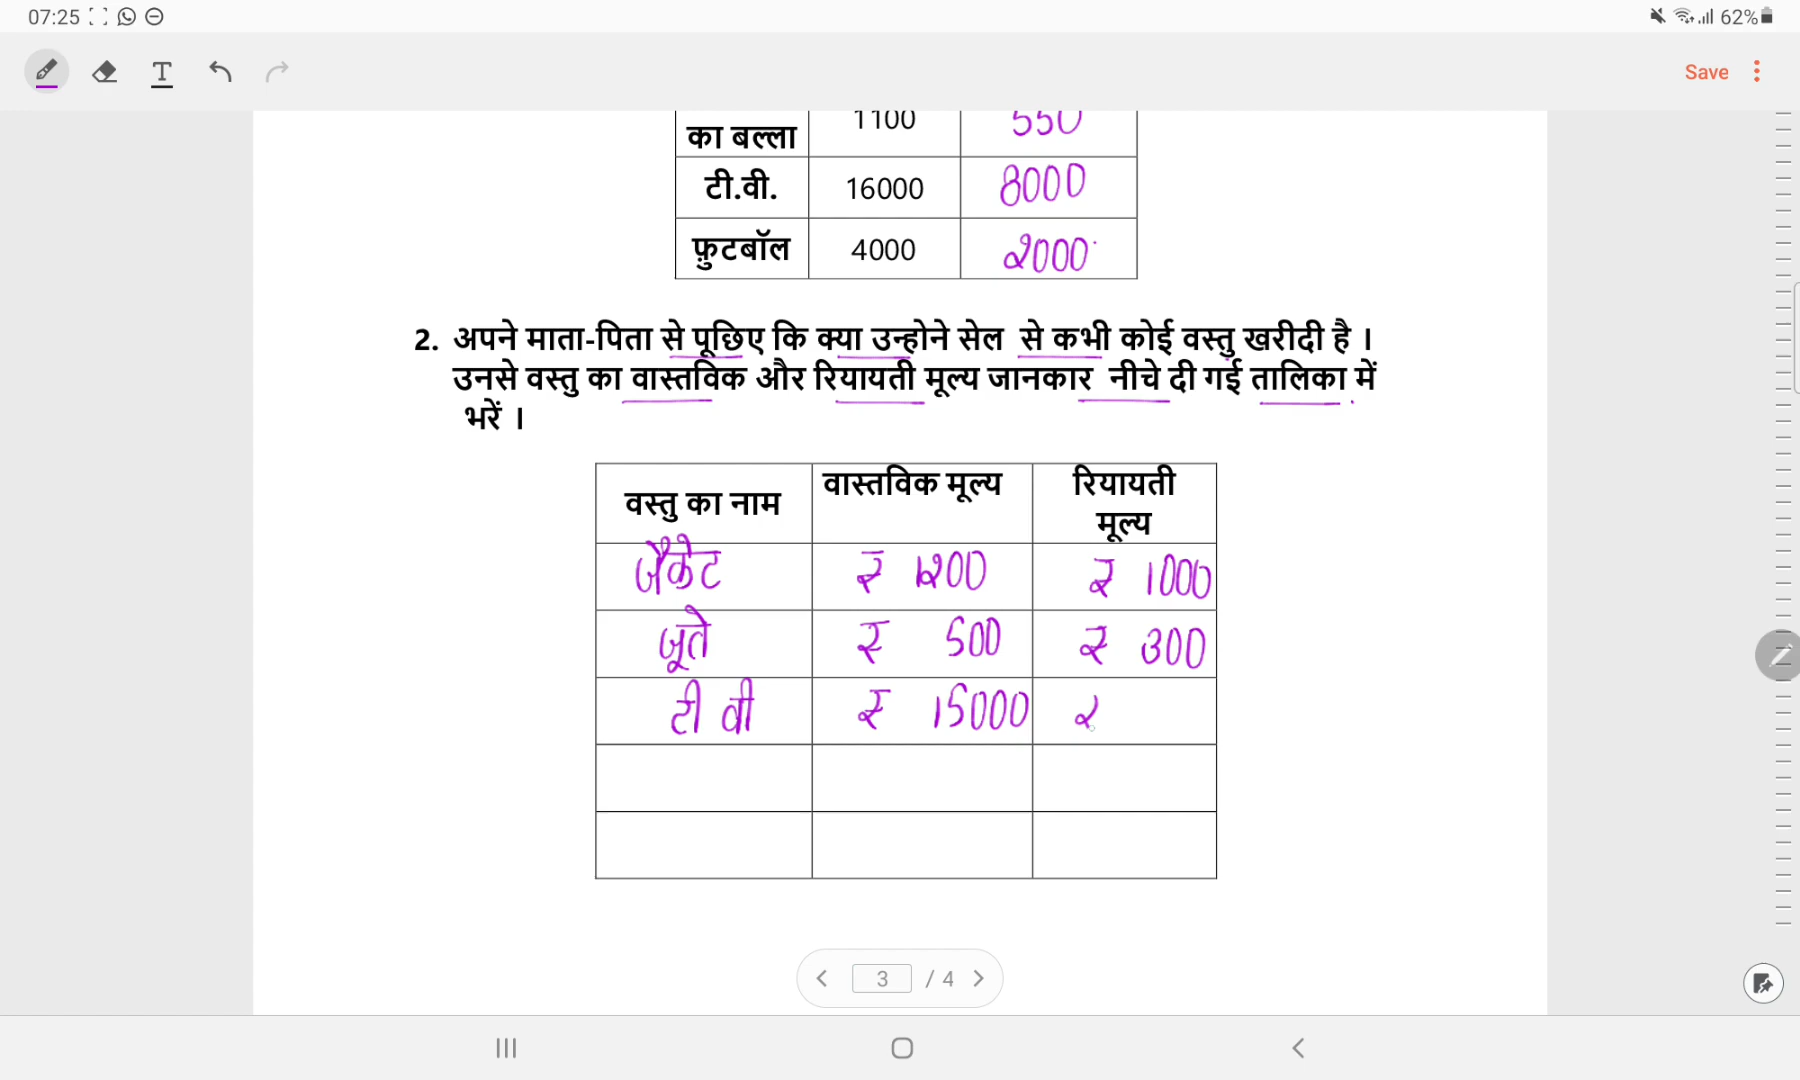 07:25
62%
Save
का बल्ला 1100 550
टी.वी. 16000 8000
फ़ुटबॉल 4000 2000
2. अपने माता-पिता से पूछिए कि क्या उन्होने सेल से कभी कोई वस्तु खरीदी है ।
उनसे वस्तु का वास्तविक और रियायती मूल्य जानकार नीचे दी गई तालिका में
भरें ।
वस्तु का नाम वास्तविक मूल्य रियायती
मूल्य
जैकेट ₹ 1200 ₹ 1000
जूते ₹ 500 ₹ 300
टी वी ₹ 15000
3 / 4